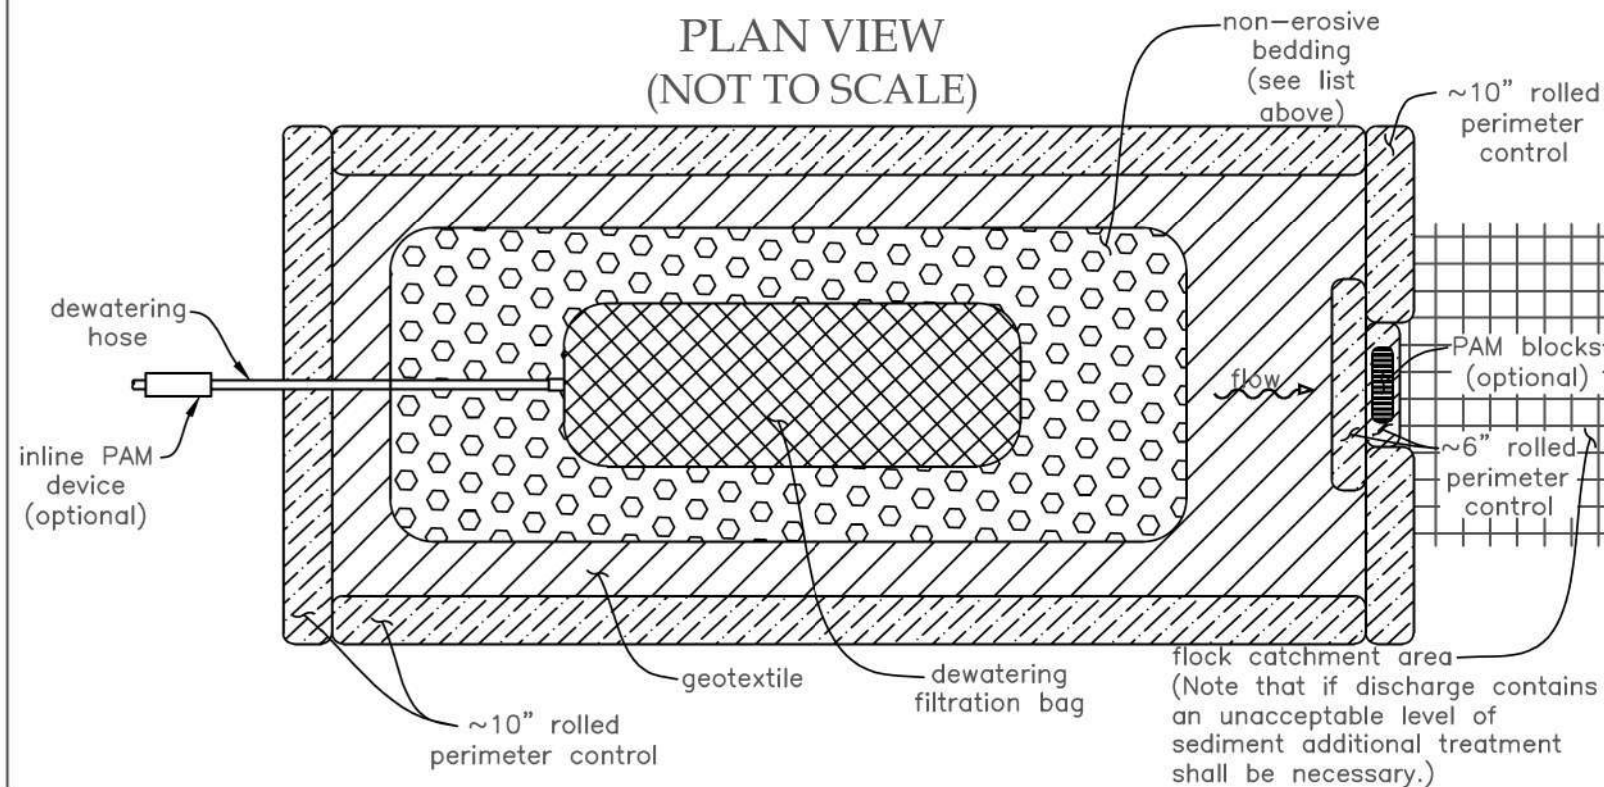 PLAN VIEW
(NOT TO SCALE)
non-erosive
bedding
(see list
above)
~10" rolled
perimeter
control
dewatering
hose
flow
PAM blocks
(optional)
inline PAM
device
(optional)
~6" rolled
perimeter
control
geotextile
dewatering
filtration bag
~10" rolled
perimeter control
flock catchment area
(Note that if discharge contains
an unacceptable level of
sediment additional treatment
shall be necessary.)